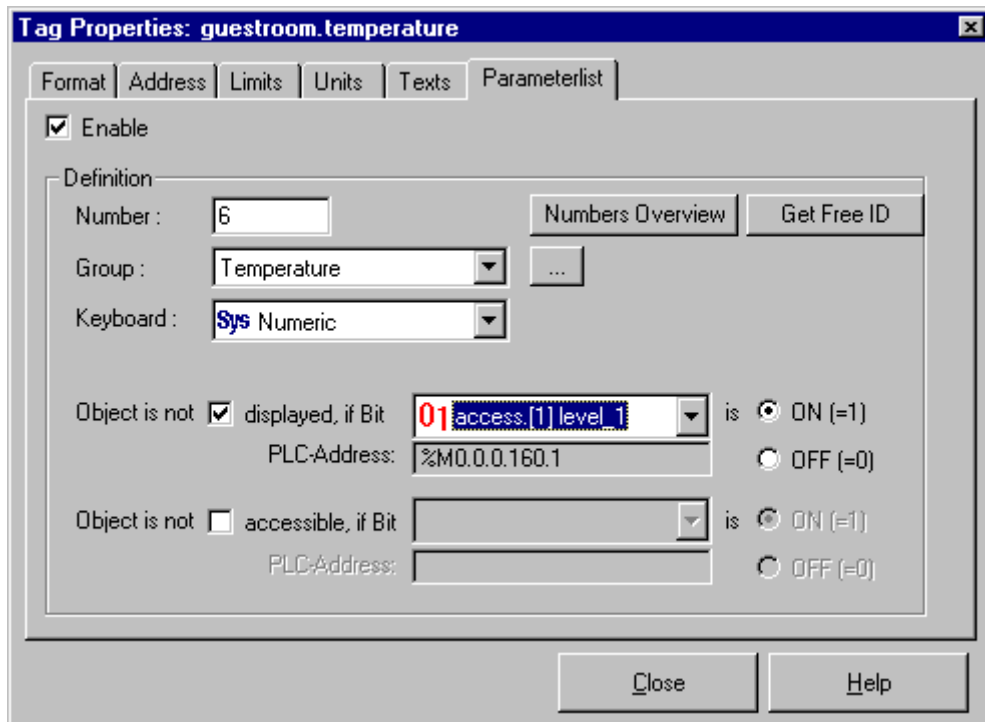 Tag Properties: guestroom.temperature
Format Address Limits Units Texts Parameterlist
Enable
Definition
Number : 6 Numbers Overview Get Free ID
Group : Temperature ...
Keyboard : Sys Numeric
Object is not displayed, if Bit 01 access.[1].level_1 is ON (=1)
PLC-Address: %M0.0.0.160.1 OFF (=0)
Object is not accessible, if Bit is ON (=1)
PLC-Address: OFF (=0)
Close Help